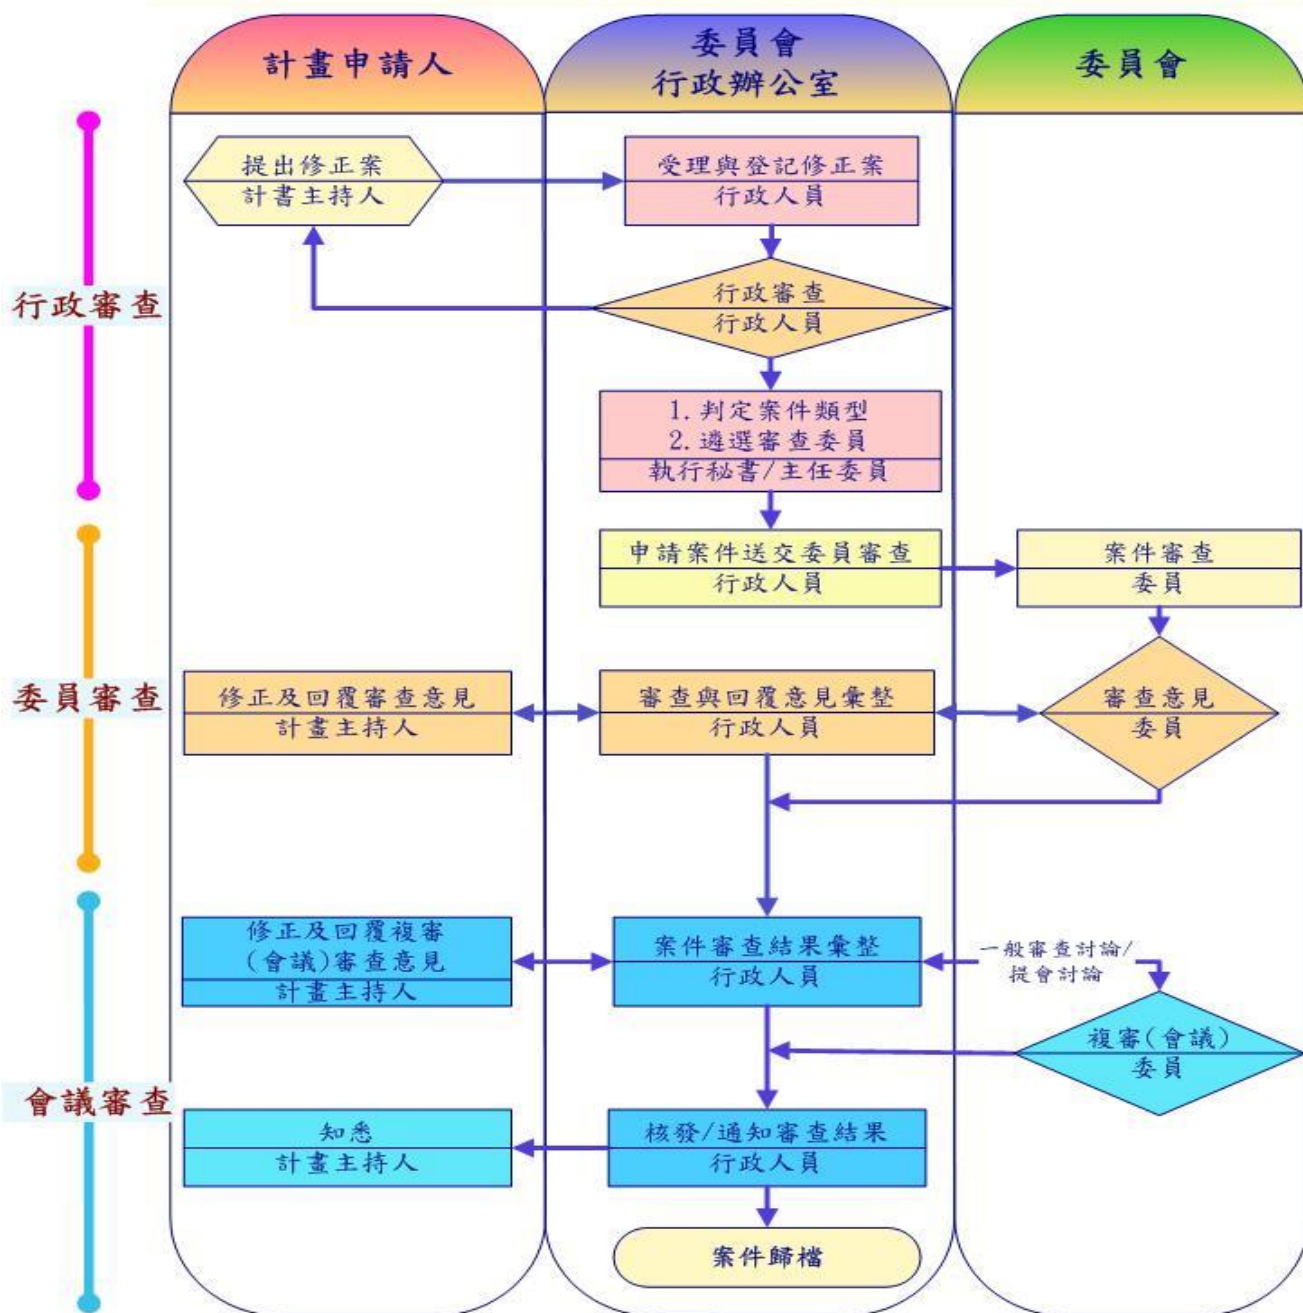 計畫申請人
委員會
行政辦公室
委員會
行政審查
提出修正案
計書主持人
受理與登記修正案
行政人員
行政審查
行政人員
1. 判定案件類型
2. 遴選審查委員
執行秘書/主任委員
委員審查
申請案件送交委員審查
行政人員
案件審查
委員
修正及回覆審查意見
計畫主持人
審查與回覆意見彙整
行政人員
審查意見
委員
會議審查
修正及回覆複審
(會議)審查意見
計畫主持人
案件審查結果彙整
行政人員
一般審查討論/
提會討論
複審(會議)
委員
知悉
計畫主持人
核發/通知審查結果
行政人員
案件歸檔